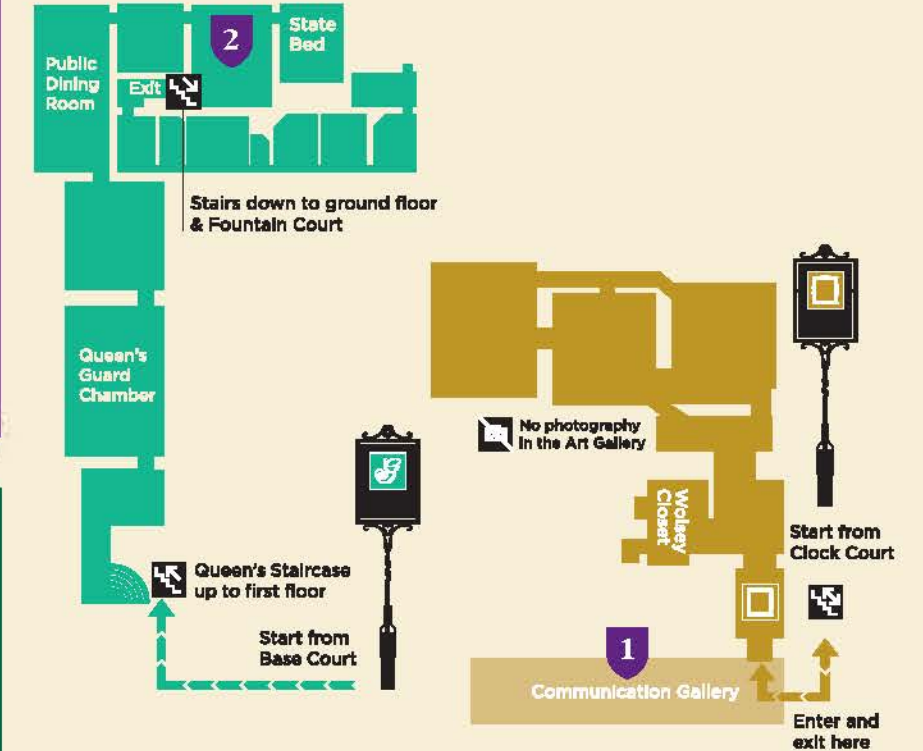 2
State
Bed
Public
Dining
Room
Exit
Stairs down to ground floor
& Fountain Court
Queen's
Guard
Chamber
No photography
in the Art Gallery
Wolsey
Closet
Start from
Clock Court
Queen's Staircase
up to first floor
Start from
Base Court
1
Communication Gallery
Enter and
exit here